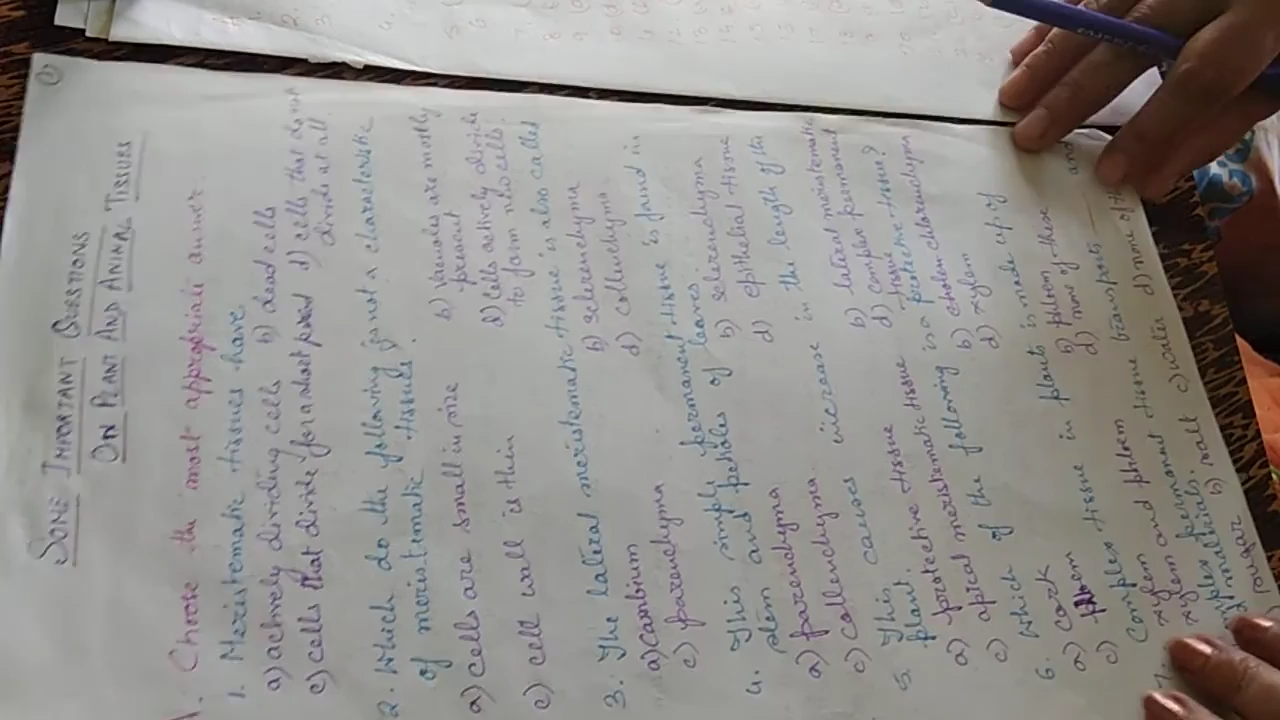 ①
SOME IMPORTANT QUESTIONS
ON PLANT AND ANIMAL TISSUES
A. Choose the most appropriate answer.
1. Meristematic tissues have
a) actively dividing cells b) dead cells
c) cells that divide for a short period d) cells that do not
divide at all.
2. Which do the following is not a characteristic
of meristematic tissues.
a) cells are small in size b) vacuoles are mostly
present
c) cell wall is thin d) cells actively divide
to form new cells.
3. The lateral meristematic tissue is also called
a) cambium b) sclerenchyma
c) parenchyma d) collenchyma
4. This simple permanent tissue is found in
stem and petioles of leaves.
a) parenchyma b) sclerenchyma
c) collenchyma d) epithelial tissue
5. This causes increase in the length of the
plant.
a) protective tissue b) lateral meristematic
tissue
c) apical meristematic tissue d) complex permanent
tissue
6. Which of the following is a protective tissue?
a) cork b) chlorenchyma
c) d) xylem
7. Complex tissue in plants is made up of
xylem and phloem b) phloem
d) none of these
permanent tissue transports and
minerals.
b) salt c) water d) none of the
sugar